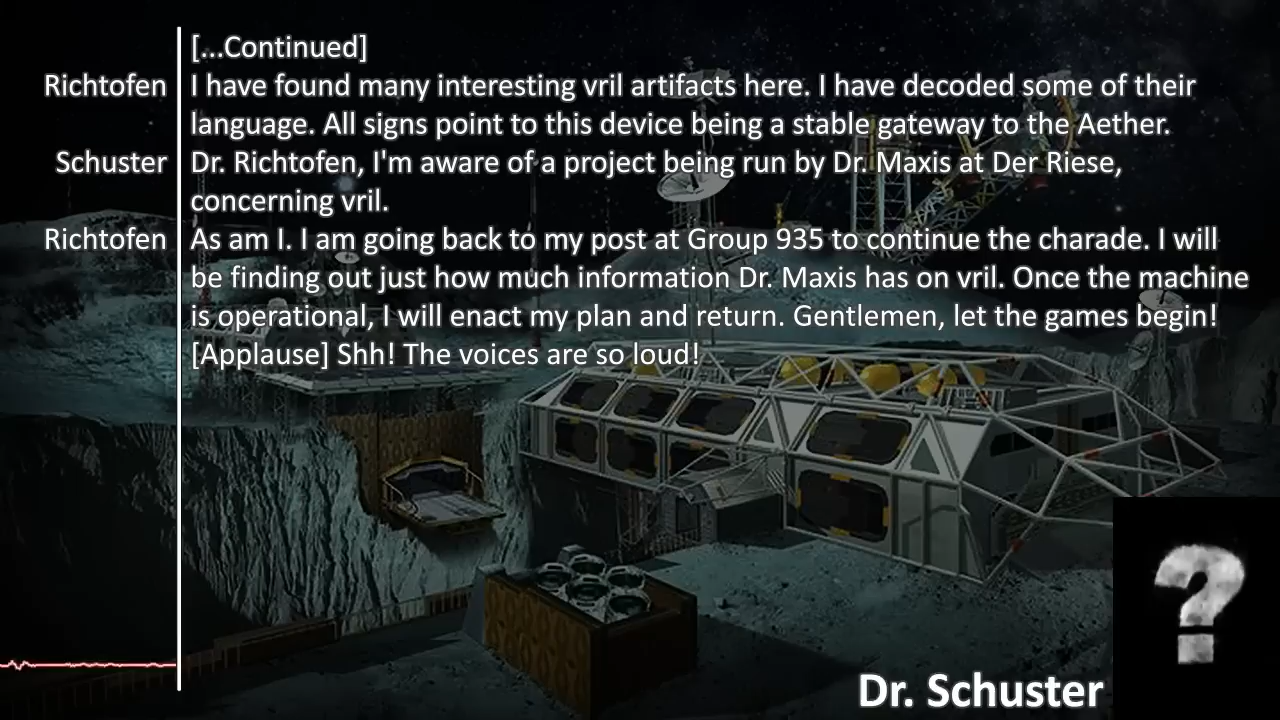 [...Continued]
Richtofen I have found many interesting vril artifacts here. I have decoded some of their
language. All signs point to this device being a stable gateway to the Aether.
Schuster Dr. Richtofen, I'm aware of a project being run by Dr. Maxis at Der Riese,
concerning vril.
Richtofen As am I. I am going back to my post at Group 935 to continue the charade. I will
be finding out just how much information Dr. Maxis has on vril. Once the machine
is operational, I will enact my plan and return. Gentlemen, let the games begin!
[Applause] Shh! The voices are so loud!
?
Dr. Schuster